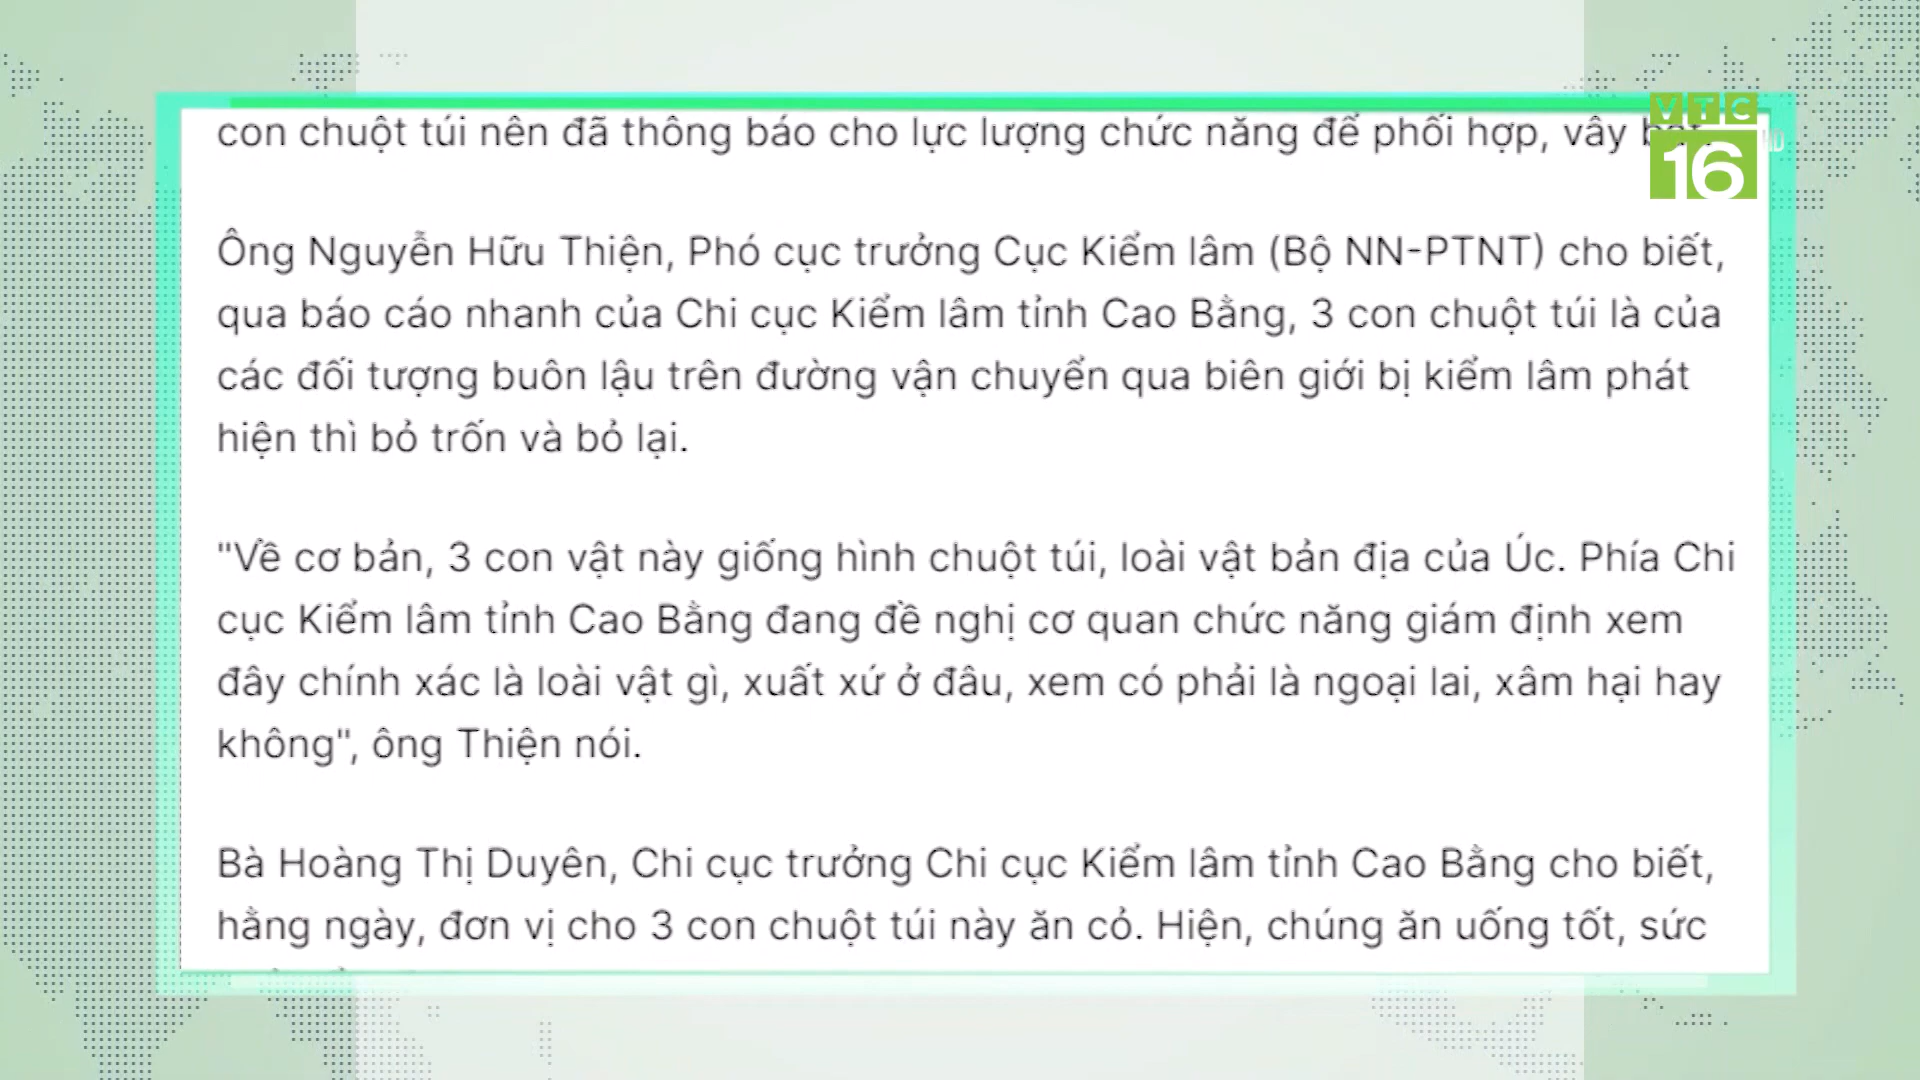 con chuột túi nên đã thông báo cho lực lượng chức năng để phối hợp, vây
VTC
16
HD
Ông Nguyễn Hữu Thiện, Phó cục trưởng Cục Kiểm lâm (Bộ NN-PTNT) cho biết,
qua báo cáo nhanh của Chi cục Kiểm lâm tỉnh Cao Bằng, 3 con chuột túi là của
các đối tượng buôn lậu trên đường vận chuyển qua biên giới bị kiểm lâm phát
hiện thì bỏ trốn và bỏ lại.
"Về cơ bản, 3 con vật này giống hình chuột túi, loài vật bản địa của Úc. Phía Chi
cục Kiểm lâm tỉnh Cao Bằng đang đề nghị cơ quan chức năng giám định xem
đây chính xác là loài vật gì, xuất xứ ở đâu, xem có phải là ngoại lai, xâm hại hay
không", ông Thiện nói.
Bà Hoàng Thị Duyên, Chi cục trưởng Chi cục Kiểm lâm tỉnh Cao Bằng cho biết,
hằng ngày, đơn vị cho 3 con chuột túi này ăn cỏ. Hiện, chúng ăn uống tốt, sức